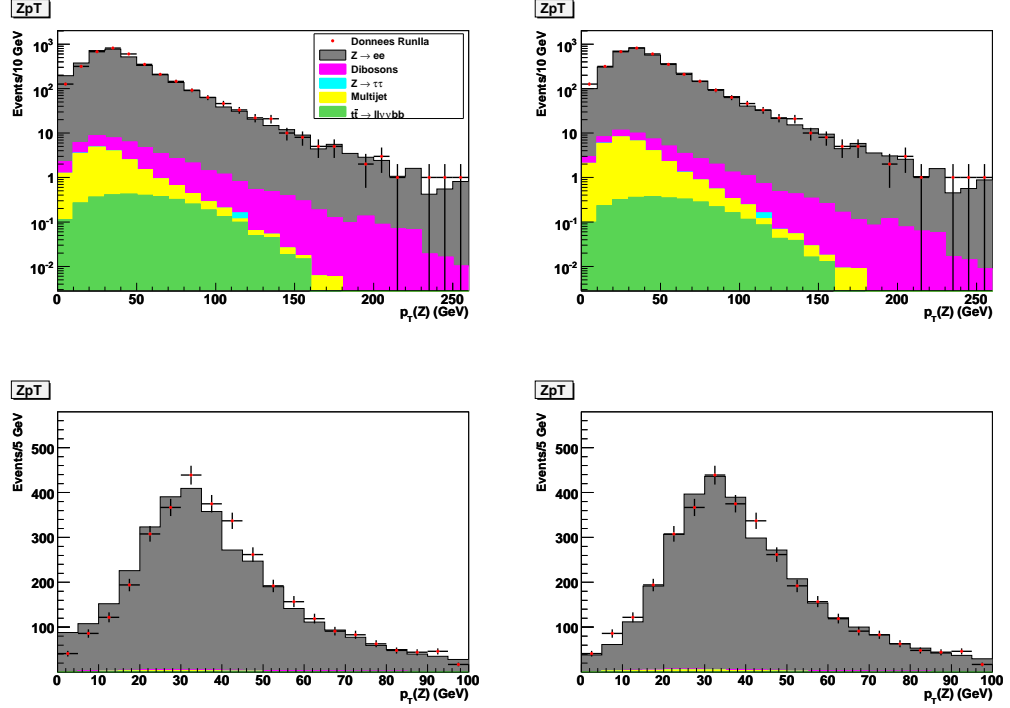 ZpT
Events/10 GeV
10³
10²
10
1
10⁻¹
10⁻²
0 50 100 150 200 250
p_T(Z) (GeV)
Donnees RunIIa
Z → ee
Dibosons
Z → ττ
Multijet
tt̄ → llννbb
ZpT
Events/10 GeV
10³
10²
10
1
10⁻¹
10⁻²
0 50 100 150 200 250
p_T(Z) (GeV)
ZpT
Events/5 GeV
500
400
300
200
100
0 10 20 30 40 50 60 70 80 90 100
p_T(Z) (GeV)
ZpT
Events/5 GeV
500
400
300
200
100
0 10 20 30 40 50 60 70 80 90 100
p_T(Z) (GeV)